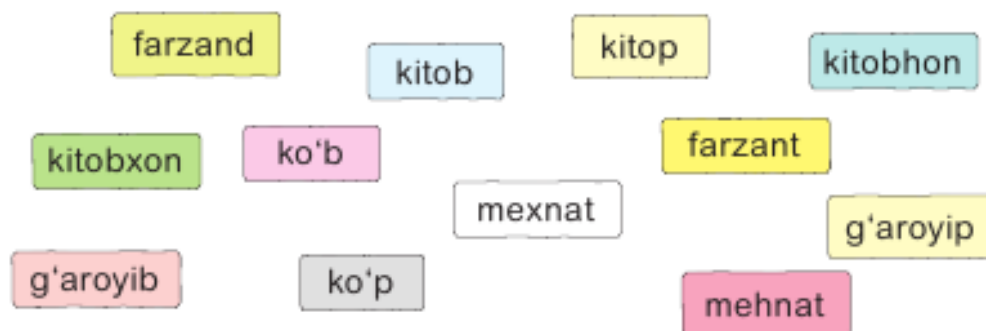 farzand
kitob
kitop
kitobhon
kitobxon
ko‘b
farzant
mexnat
g‘aroyip
g‘aroyib
ko‘p
mehnat